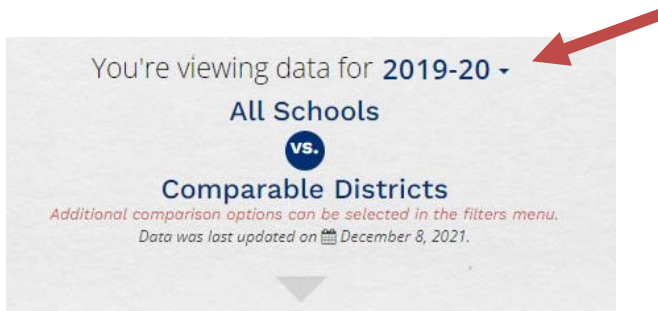 You're viewing data for 2019-20
All Schools
vs.
Comparable Districts
Additional comparison options can be selected in the filters menu.
Data was last updated on December 8, 2021.